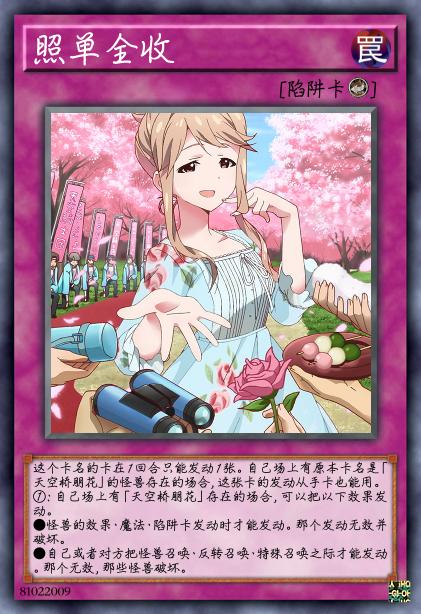 照单全收
罠
[陷阱卡]
这个卡名的卡在1回合只能发动1张。自己场上有原本卡名是「
天空桥朋花」的怪兽存在的场合,这张卡的发动从手卡也能用。
①:自己场上有「天空桥朋花」存在的场合,可以把以下效果发
动。
●怪兽的效果·魔法·陷阱卡发动时才能发动。那个发动无效并
破坏。
●自己或者对方把怪兽召唤·反转召唤·特殊召唤之际才能发动
。那个无效,那些怪兽破坏。
81022009